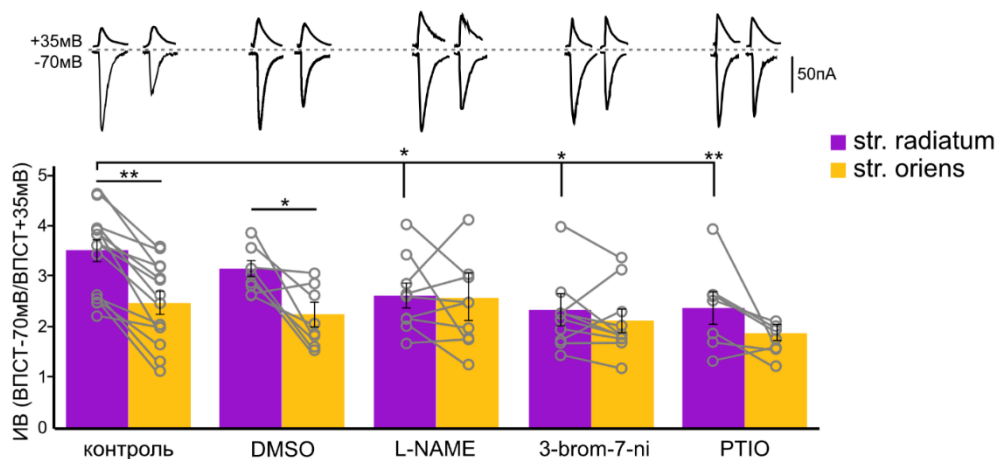 +35мВ
-70мВ
50пА
str. radiatum
str. oriens
ИВ (ВПСТ-70мВ/ВПСТ+35мВ)
5
4
3
2
1
0
**
*
*
*
**
контроль
DMSO
L-NAME
3-brom-7-ni
PTIO